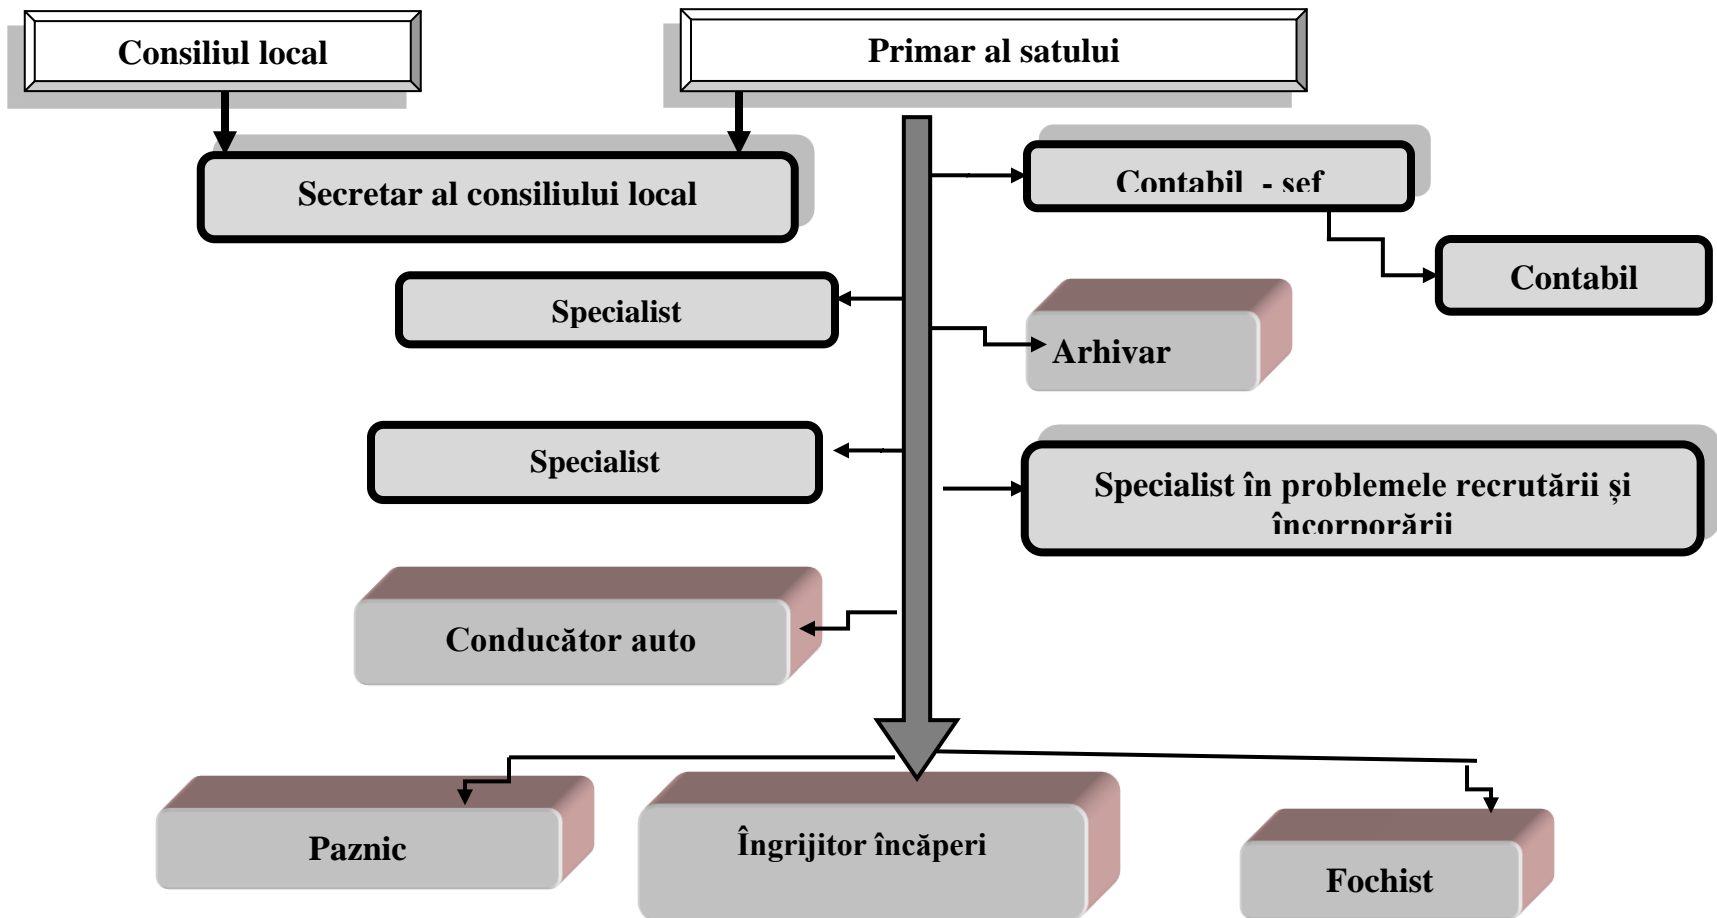 Consiliul local
Primar al satului
Secretar al consiliului local
Contabil - sef
Contabil
Specialist
Arhivar
Specialist
Specialist în problemele recrutării și
încorporării
Conducător auto
Paznic
Îngrijitor încăperi
Fochist